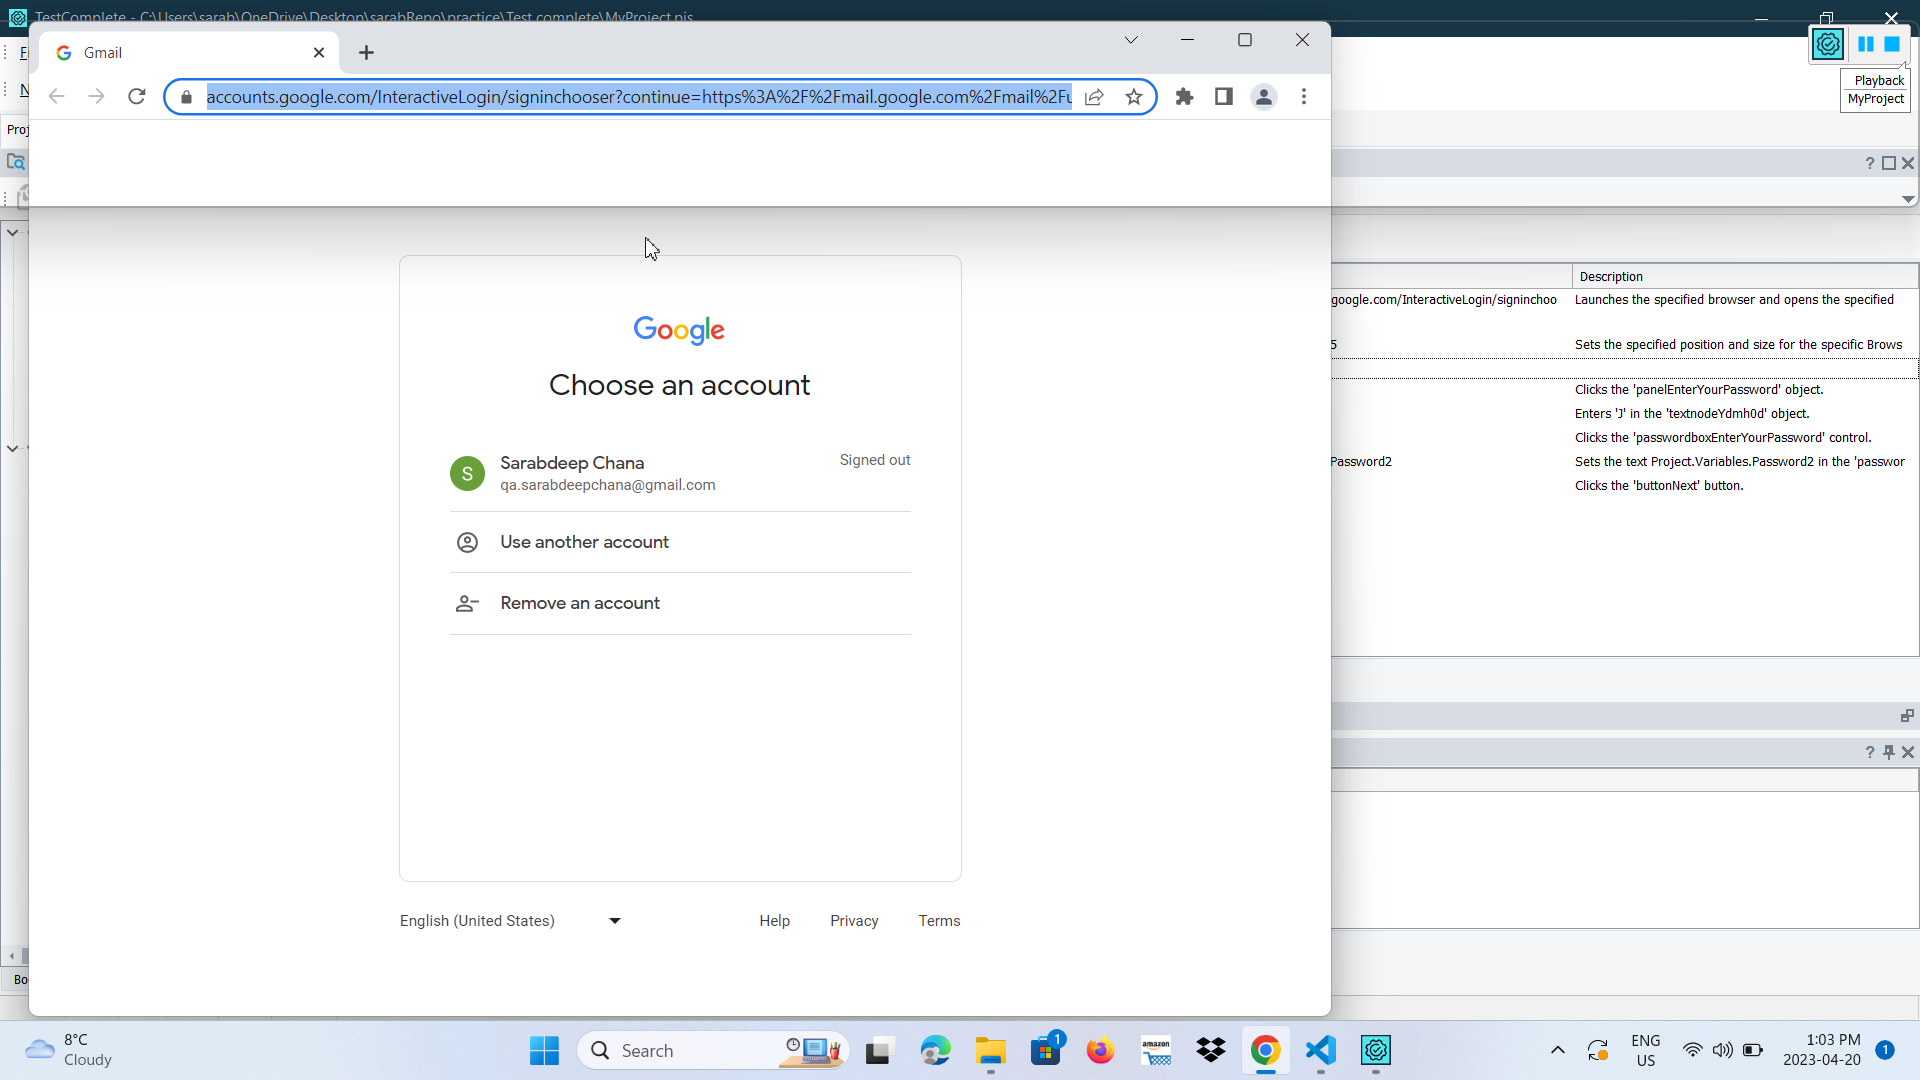 TestComplete - C:\Users\sarah\OneDrive\Desktop\sarahRepo\practice\Test complete\MyProject.pjs
Gmail
accounts.google.com/InteractiveLogin/signinchooser?continue=https%3A%2F%2Fmail.google.com%2Fmail%2Fu
Playback
MyProject
Google
Choose an account
S
Sarabdeep Chana
Signed out
qa.sarabdeepchana@gmail.com
Use another account
Remove an account
English (United States)
Help
Privacy
Terms
Description
google.com/InteractiveLogin/signinchoo
Launches the specified browser and opens the specified
5
Sets the specified position and size for the specific Brows
Clicks the 'panelEnterYourPassword' object.
Enters 'J' in the 'textnodeYdmh0d' object.
Clicks the 'passwordboxEnterYourPassword' control.
Password2
Sets the text Project.Variables.Password2 in the 'passwor
Clicks the 'buttonNext' button.
8°C
Cloudy
Search
1
amazon
ENG
US
1:03 PM
2023-04-20
1